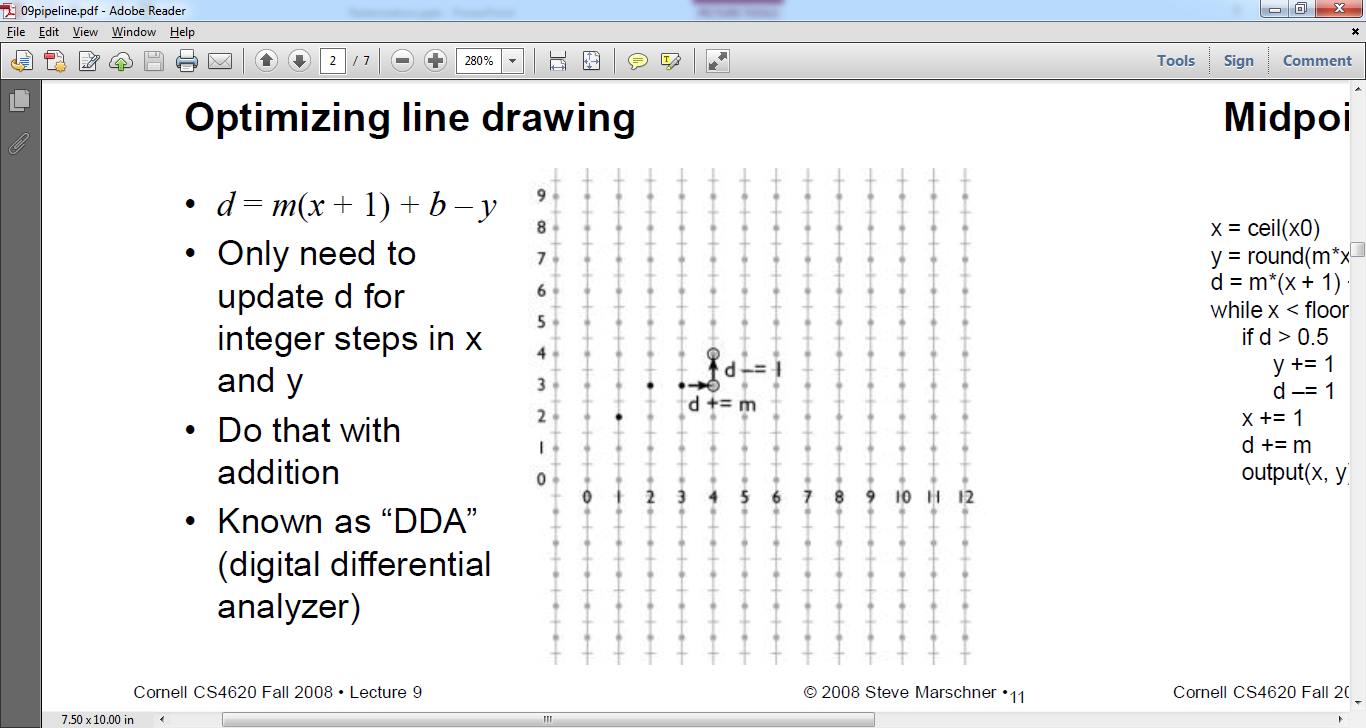 09pipeline.pdf - Adobe Reader
File Edit View Window Help
2 / 7 280% Tools Sign Comment
Optimizing line drawing
• d = m(x + 1) + b – y
• Only need to
update d for
integer steps in x
and y
• Do that with
addition
• Known as “DDA”
(digital differential
analyzer)
9
8
7
6
5
4
3
2
1
0
d –= 1
d += m
0 1 2 3 4 5 6 7 8 9 10 11 12
Cornell CS4620 Fall 2008 • Lecture 9
© 2008 Steve Marschner • 11
Midpoi
x = ceil(x0)
y = round(m*x
d = m*(x + 1)
while x < floor
if d > 0.5
y += 1
d –= 1
x += 1
d += m
output(x, y)
Cornell CS4620 Fall 20
7.50 x 10.00 in